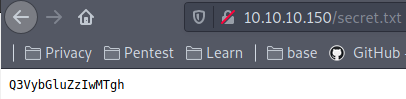 10.10.10.150/secret.txt
Privacy Pentest Learn base GitHub -
Q3VybGluZzIwMTgh